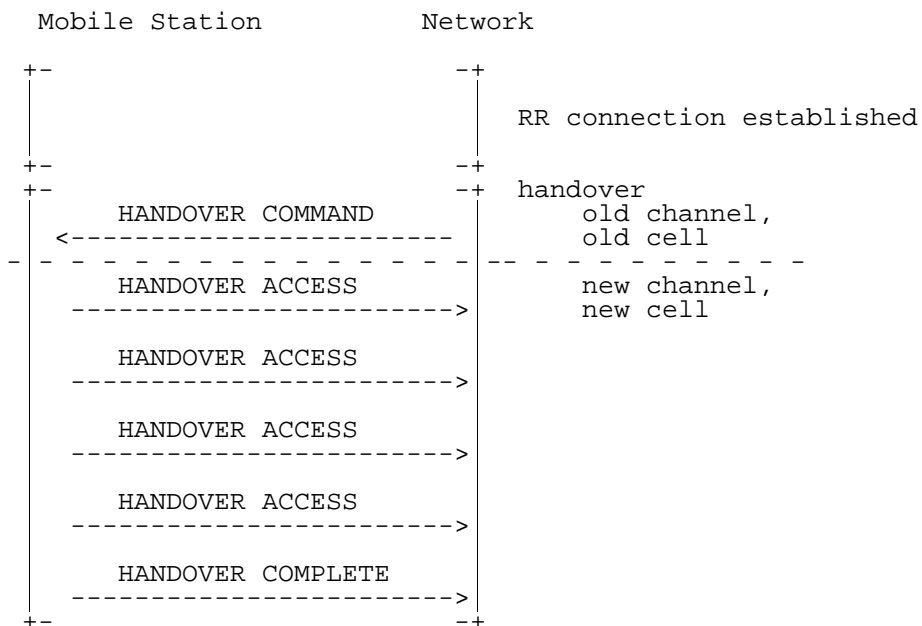 Mobile Station Network
RR connection established
handover
HANDOVER COMMAND old channel,
old cell
HANDOVER ACCESS new channel,
new cell
HANDOVER ACCESS
HANDOVER ACCESS
HANDOVER ACCESS
HANDOVER COMPLETE